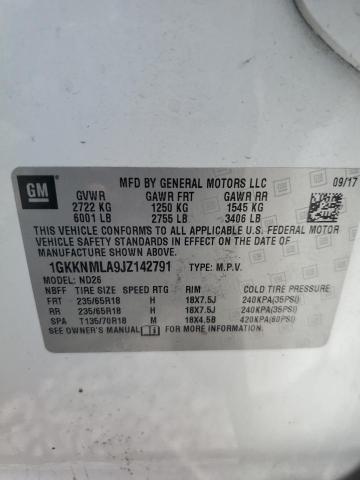 GM
MFD BY GENERAL MOTORS LLC 09/17
GVWR GAWR FRT GAWR RR
2722 KG 1250 KG 1545 KG
6001 LB 2755 LB 3406 LB
THIS VEHICLE CONFORMS TO ALL APPLICABLE U.S. FEDERAL MOTOR
VEHICLE SAFETY AND THEFT PREVENTION STANDARDS IN EFFECT ON THE DATE OF
MANUFACTURE SHOWN ABOVE.
1GKKNMLA9JZ142791 TYPE: M.P.V.
MODEL: ND26
NBFF TIRE SIZE SPEED RTG RIM COLD TIRE PRESSURE
FRT 235/65R18 H 18X7.5J 240KPA(35PSI)
RR 235/65R18 H 18X7.5J 240KPA(35PSI)
SPA T135/70R18 M 18X4.5B 420KPA(60PSI)
SEE OWNER'S MANUAL FOR ADDITIONAL INFORMATION.